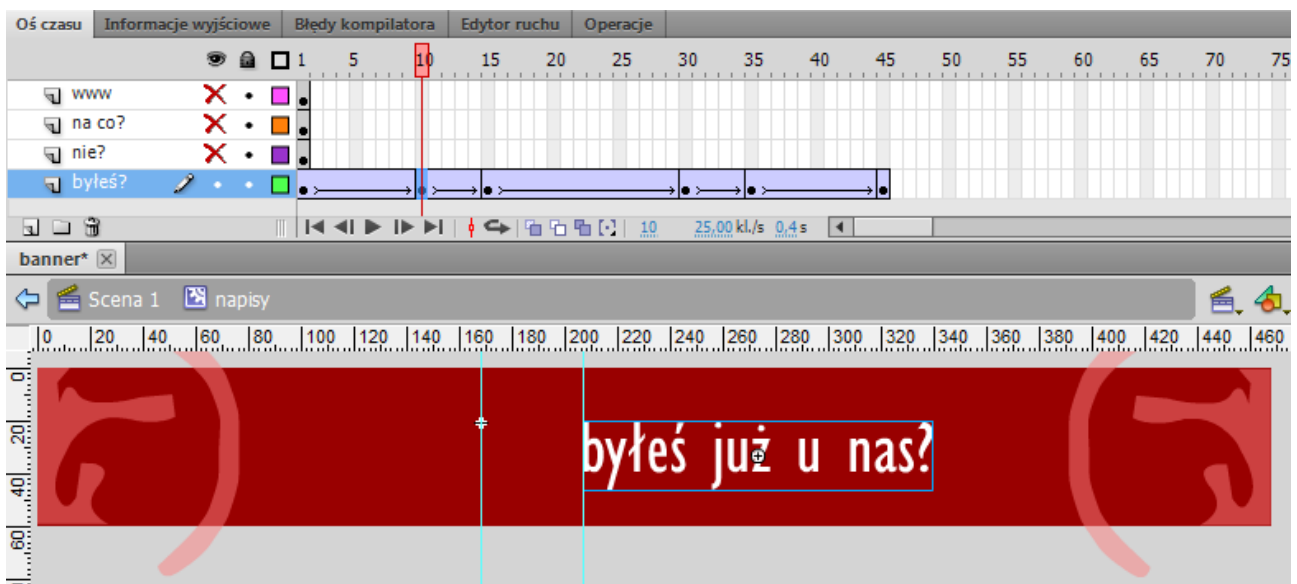 Oś czasu Informacje wyjściowe Błędy kompilatora Edytor ruchu Operacje
1 5 10 15 20 25 30 35 40 45 50 55 60 65 70 75
www
na co?
nie?
byłeś?
10 25,00 kl./s 0,4 s
banner*
Scena 1 napisy
0 20 40 60 80 100 120 140 160 180 200 220 240 260 280 300 320 340 360 380 400 420 440 460
0
20
byłeś już u nas?
40
60